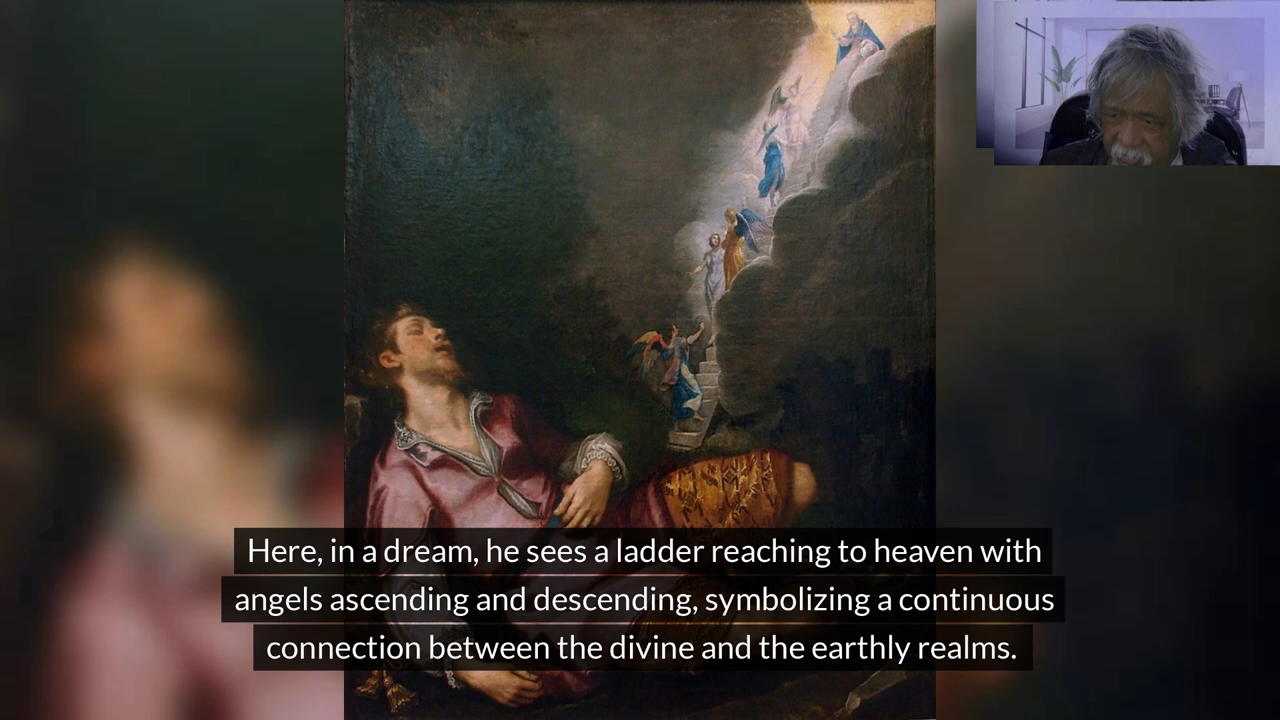 Here, in a dream, he sees a ladder reaching to heaven with
angels ascending and descending, symbolizing a continuous
connection between the divine and the earthly realms.